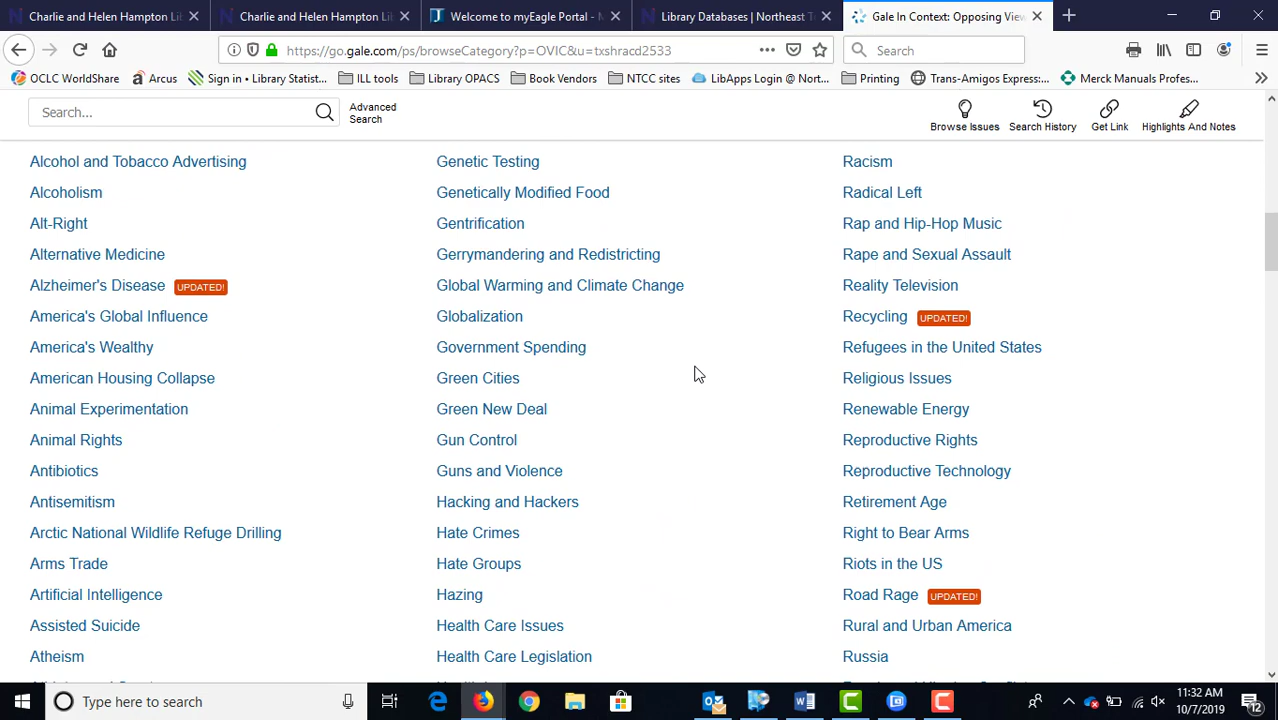 Charlie and Helen Hampton Li
Charlie and Helen Hampton Li
Welcome to myEagle Portal - M
Library Databases | Northeast T
Gale In Context: Opposing View
https://go.gale.com/ps/browseCategory?p=OVIC&u=txshracd2533
Search
OCLC WorldShare
Arcus
Sign in • Library Statist...
ILL tools
Library OPACS
Book Vendors
NTCC sites
LibApps Login @ Nort...
Printing
Trans-Amigos Express:...
Merck Manuals Profes...
Search...
Advanced
Search
Browse Issues
Search History
Get Link
Highlights And Notes
Alcohol and Tobacco Advertising
Alcoholism
Alt-Right
Alternative Medicine
Alzheimer's Disease UPDATED!
America's Global Influence
America's Wealthy
American Housing Collapse
Animal Experimentation
Animal Rights
Antibiotics
Antisemitism
Arctic National Wildlife Refuge Drilling
Arms Trade
Artificial Intelligence
Assisted Suicide
Atheism
Genetic Testing
Genetically Modified Food
Gentrification
Gerrymandering and Redistricting
Global Warming and Climate Change
Globalization
Government Spending
Green Cities
Green New Deal
Gun Control
Guns and Violence
Hacking and Hackers
Hate Crimes
Hate Groups
Hazing
Health Care Issues
Health Care Legislation
Racism
Radical Left
Rap and Hip-Hop Music
Rape and Sexual Assault
Reality Television
Recycling UPDATED!
Refugees in the United States
Religious Issues
Renewable Energy
Reproductive Rights
Reproductive Technology
Retirement Age
Right to Bear Arms
Riots in the US
Road Rage UPDATED!
Rural and Urban America
Russia
Type here to search
11:32 AM
10/7/2019
12